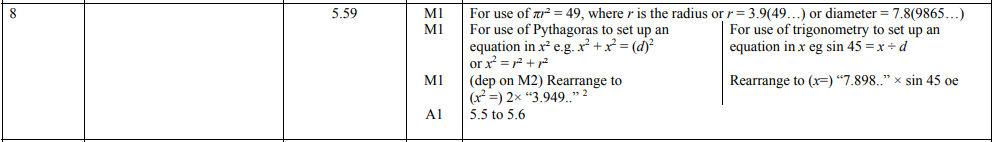 8 5.59 M1 For use of πr² = 49, where r is the radius or r = 3.9(49…) or diameter = 7.8(9865…)
M1 For use of Pythagoras to set up an
equation in x² e.g. x² + x² = (d)²
or x² = r² + r²
For use of trigonometry to set up an
equation in x eg sin 45 = x ÷ d
M1 (dep on M2) Rearrange to
(x² =) 2× “3.949..” ²
Rearrange to (x=) “7.898..” × sin 45 oe
A1 5.5 to 5.6